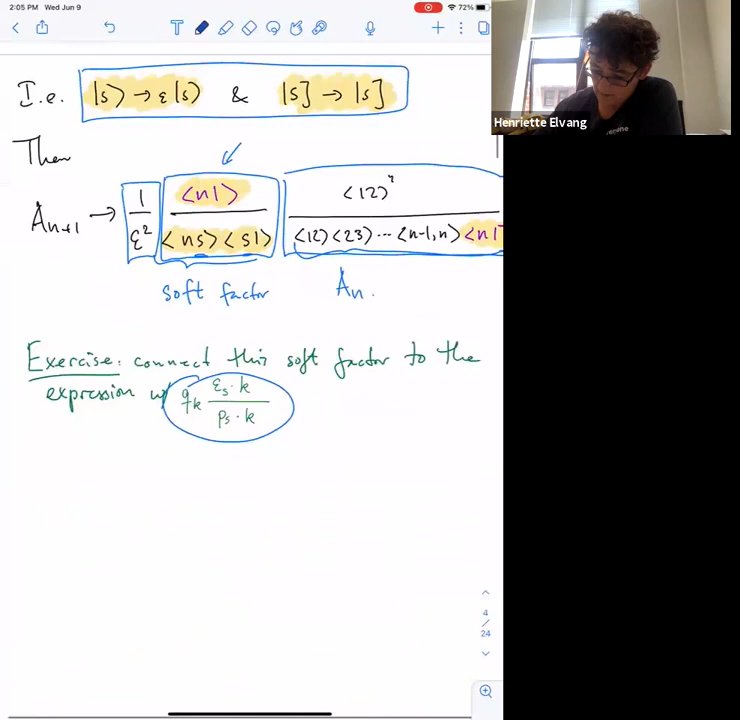 2:05 PM Wed Jun 9
72%
I.e. |s⟩ → ε|s⟩ & |s] → |s]
Then
A_{n+1} → 1/ε² ⟨n1⟩/⟨ns⟩⟨s1⟩ ⟨12⟩⁴/⟨12⟩⟨23⟩···⟨n-1,n⟩⟨n1
soft factor A_n.
Exercise: connect this soft factor to the
expression w/ q_k ε_s·k/p_s·k
4
/
24
Henriette Elvang